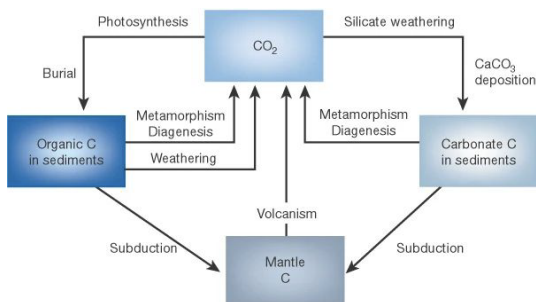 Photosynthesis
Silicate weathering
CO2
Burial
CaCO3
deposition
Metamorphism
Diagenesis
Metamorphism
Diagenesis
Organic C
in sediments
Carbonate C
in sediments
Weathering
Volcanism
Subduction
Subduction
Mantle
C